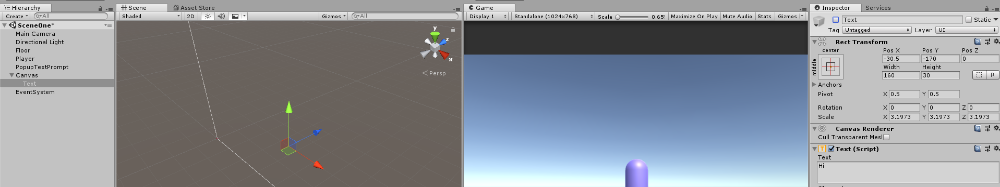 Hierarchy
Create
All
SceneOne*
Main Camera
Directional Light
Floor
Player
PopupTextPrompt
Canvas
Text
EventSystem
Scene
Asset Store
Shaded
2D
Gizmos
All
y
z
x
Persp
Game
Display 1
Standalone (1024x768)
Scale
0.65
Maximize On Play
Mute Audio
Stats
Gizmos
Inspector
Services
Text
Static
Tag
Untagged
Layer
UI
Rect Transform
center
middle
Pos X
Pos Y
Pos Z
-30.5
-170
0
Width
Height
160
30
R
Anchors
Pivot
X 0.5
Y 0.5
Rotation
X 0
Y 0
Z 0
Scale
X 3.1973
Y 3.1973
Z 3.1973
Canvas Renderer
Cull Transparent Mesl
T
Text (Script)
Text
Hi